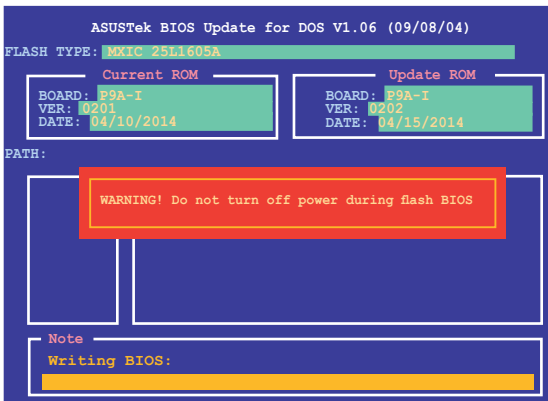 ASUSTek BIOS Update for DOS V1.06 (09/08/04)
FLASH TYPE: MXIC 25L1605A
Current ROM
BOARD: P9A-I
VER: 0201
DATE: 04/10/2014
Update ROM
BOARD: P9A-I
VER: 0202
DATE: 04/15/2014
PATH:
WARNING! Do not turn off power during flash BIOS
Note
Writing BIOS: